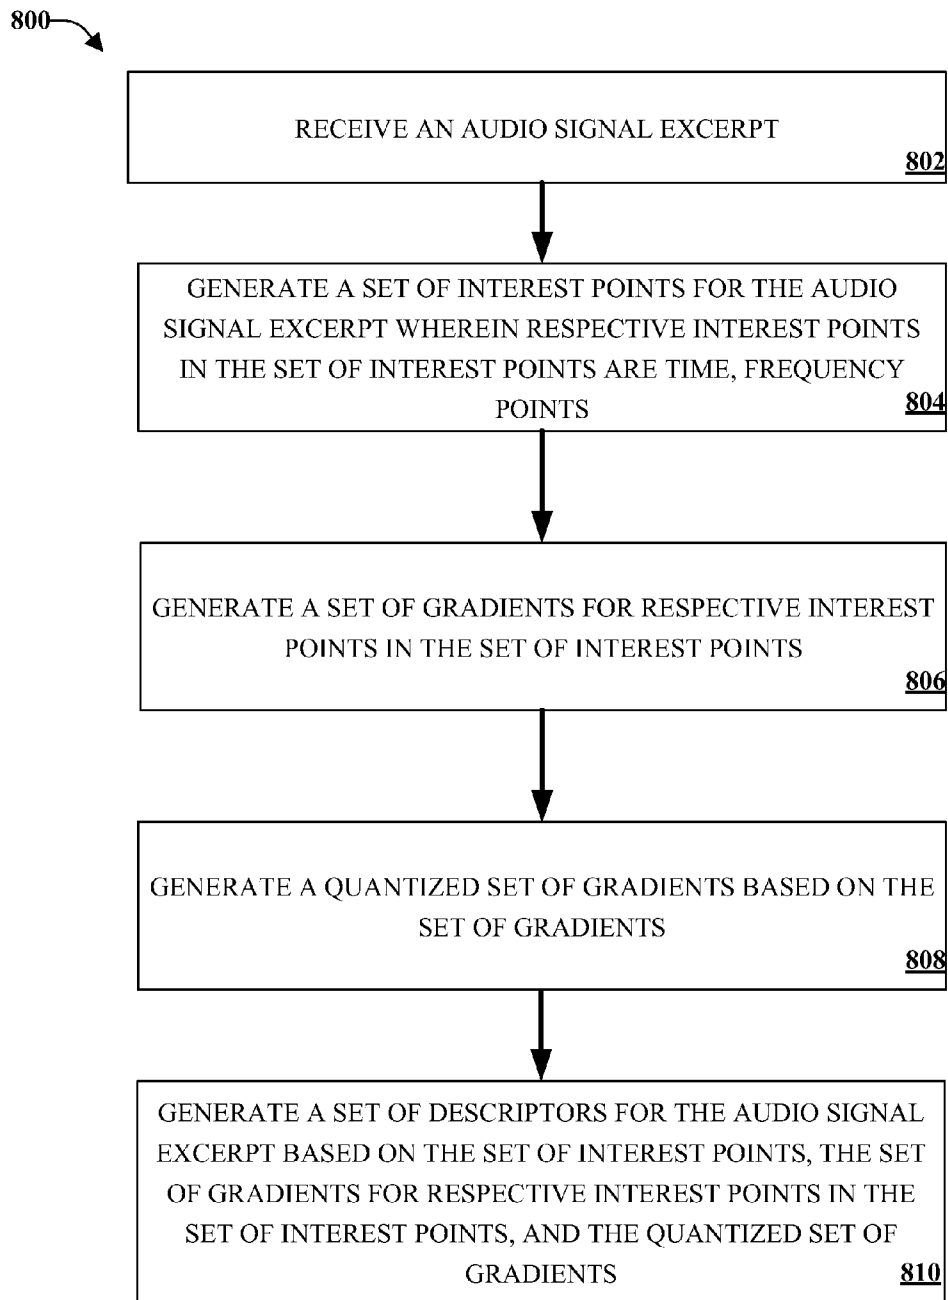 800
RECEIVE AN AUDIO SIGNAL EXCERPT
802
GENERATE A SET OF INTEREST POINTS FOR THE AUDIO
SIGNAL EXCERPT WHEREIN RESPECTIVE INTEREST POINTS
IN THE SET OF INTEREST POINTS ARE TIME, FREQUENCY
POINTS
804
GENERATE A SET OF GRADIENTS FOR RESPECTIVE INTEREST
POINTS IN THE SET OF INTEREST POINTS
806
GENERATE A QUANTIZED SET OF GRADIENTS BASED ON THE
SET OF GRADIENTS
808
GENERATE A SET OF DESCRIPTORS FOR THE AUDIO SIGNAL
EXCERPT BASED ON THE SET OF INTEREST POINTS, THE SET
OF GRADIENTS FOR RESPECTIVE INTEREST POINTS IN THE
SET OF INTEREST POINTS, AND THE QUANTIZED SET OF
GRADIENTS
810